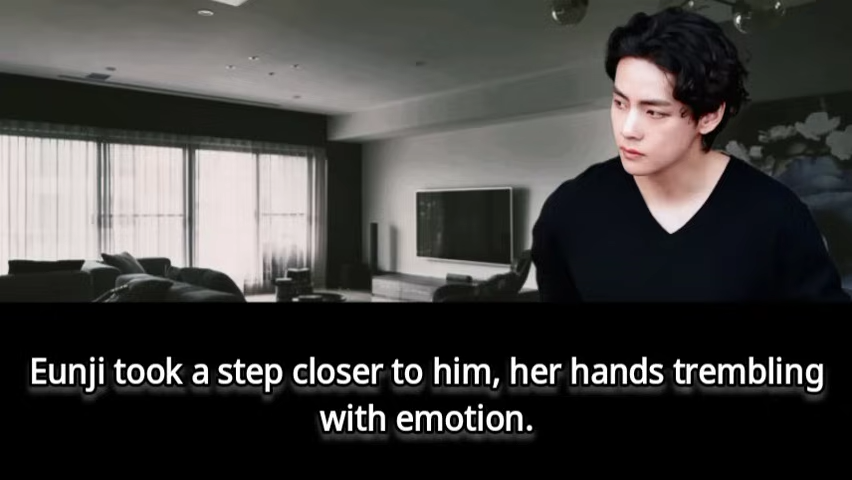 Eunji took a step closer to him, her hands trembling
with emotion.